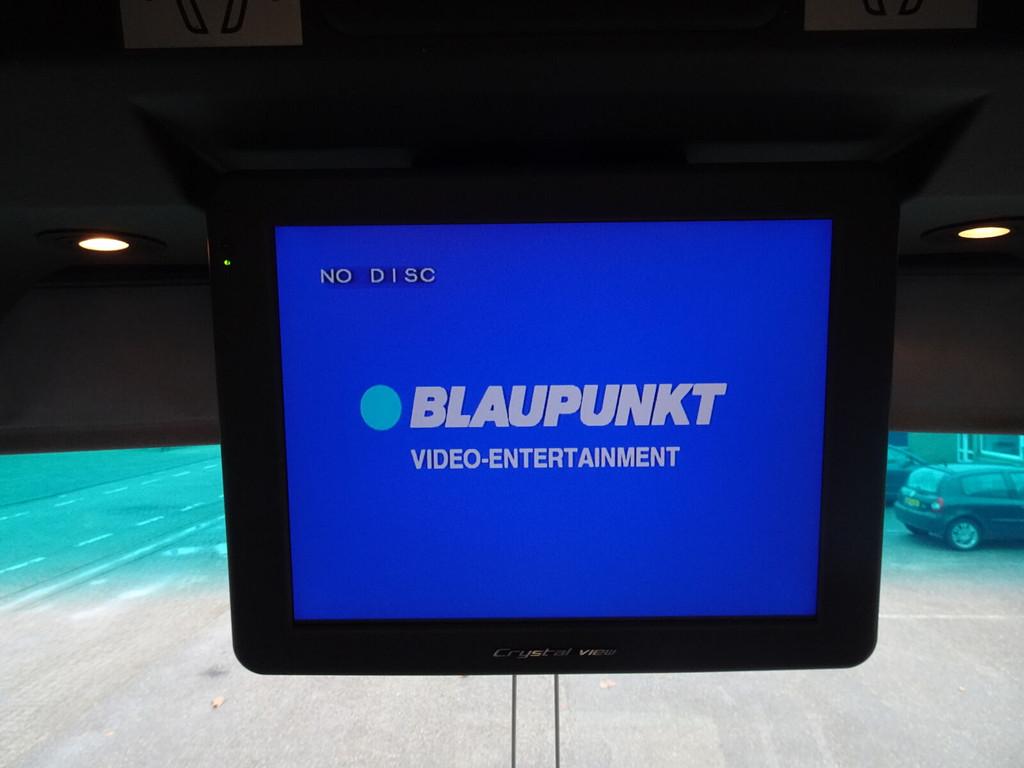 NO DISC
BLAUPUNKT
VIDEO-ENTERTAINMENT
Crystal view